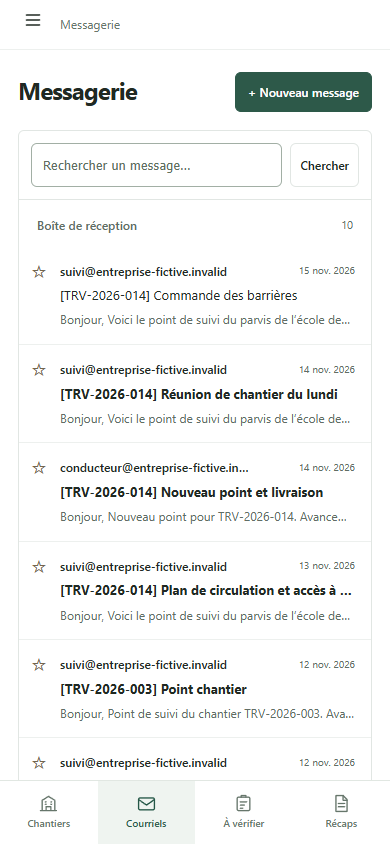 Messagerie
Messagerie
+ Nouveau message
Rechercher un message...
Chercher
Boîte de réception 10
suivi@entreprise-fictive.invalid 15 nov. 2026
[TRV-2026-014] Commande des barrières
Bonjour, Voici le point de suivi du parvis de l'école de...
suivi@entreprise-fictive.invalid 14 nov. 2026
[TRV-2026-014] Réunion de chantier du lundi
Bonjour, Voici le point de suivi du parvis de l'école de...
conducteur@entreprise-fictive.in... 14 nov. 2026
[TRV-2026-014] Nouveau point et livraison
Bonjour, Nouveau point pour TRV-2026-014. Avance...
suivi@entreprise-fictive.invalid 13 nov. 2026
[TRV-2026-014] Plan de circulation et accès à ...
Bonjour, Voici le point de suivi du parvis de l'école de...
suivi@entreprise-fictive.invalid 12 nov. 2026
[TRV-2026-003] Point chantier
Bonjour, Point de suivi du chantier TRV-2026-003. Ava...
suivi@entreprise-fictive.invalid 12 nov. 2026
Chantiers Courriels À vérifier Récaps